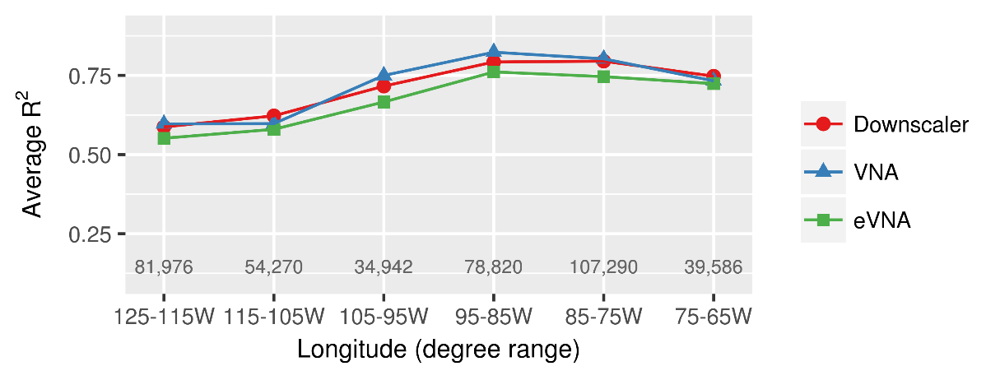 Average R²
0.75
0.50
0.25
81,976 54,270 34,942 78,820 107,290 39,586
125-115W 115-105W 105-95W 95-85W 85-75W 75-65W
Longitude (degree range)
Downscaler
VNA
eVNA